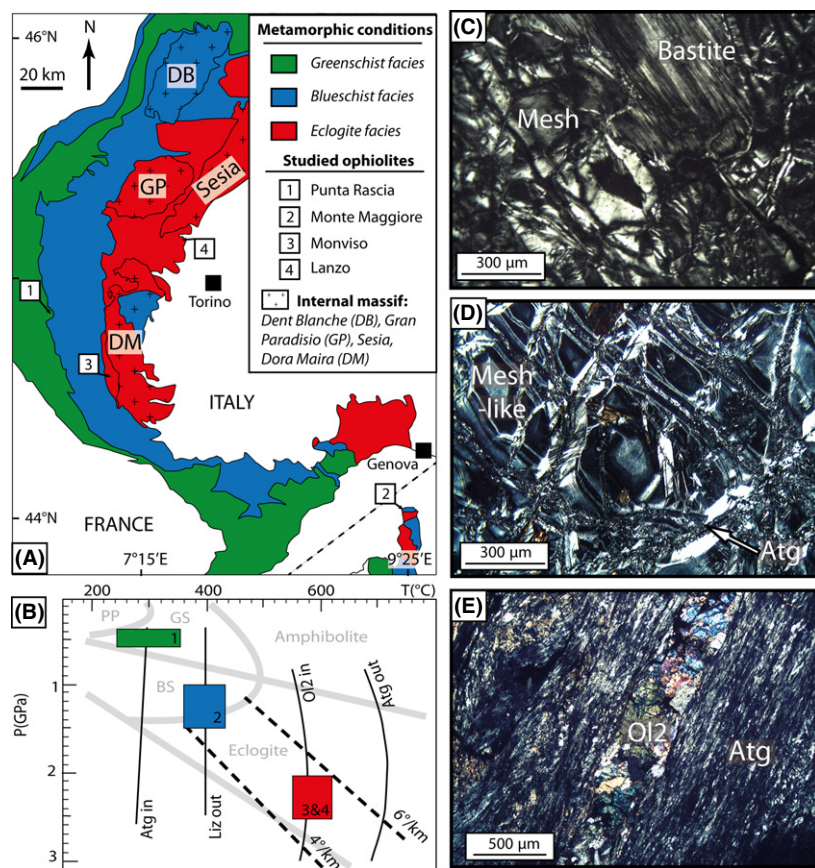 46°N
N
20 km
DB
GP
Sesia
4
Torino
1
DM
3
ITALY
Genova
2
44°N
FRANCE
(A)
7°15′E
9°25′E
Metamorphic conditions
Greenschist facies
Blueschist facies
Eclogite facies
Studied ophiolites
1 Punta Rascia
2 Monte Maggiore
3 Monviso
4 Lanzo
Internal massif:
Dent Blanche (DB), Gran
Paradisio (GP), Sesia,
Dora Maira (DM)
(B)
200 400 600 T(°C)
PP
GS
Amphibolite
1
BS
2
Eclogite
3&4
Ol2 in
Atg out
Atg in
Liz out
4°/km
6°/km
P(GPa)
1
2
3
(C)
Bastite
Mesh
300 µm
(D)
Mesh
-like
Atg
300 µm
(E)
Ol2
Atg
500 µm